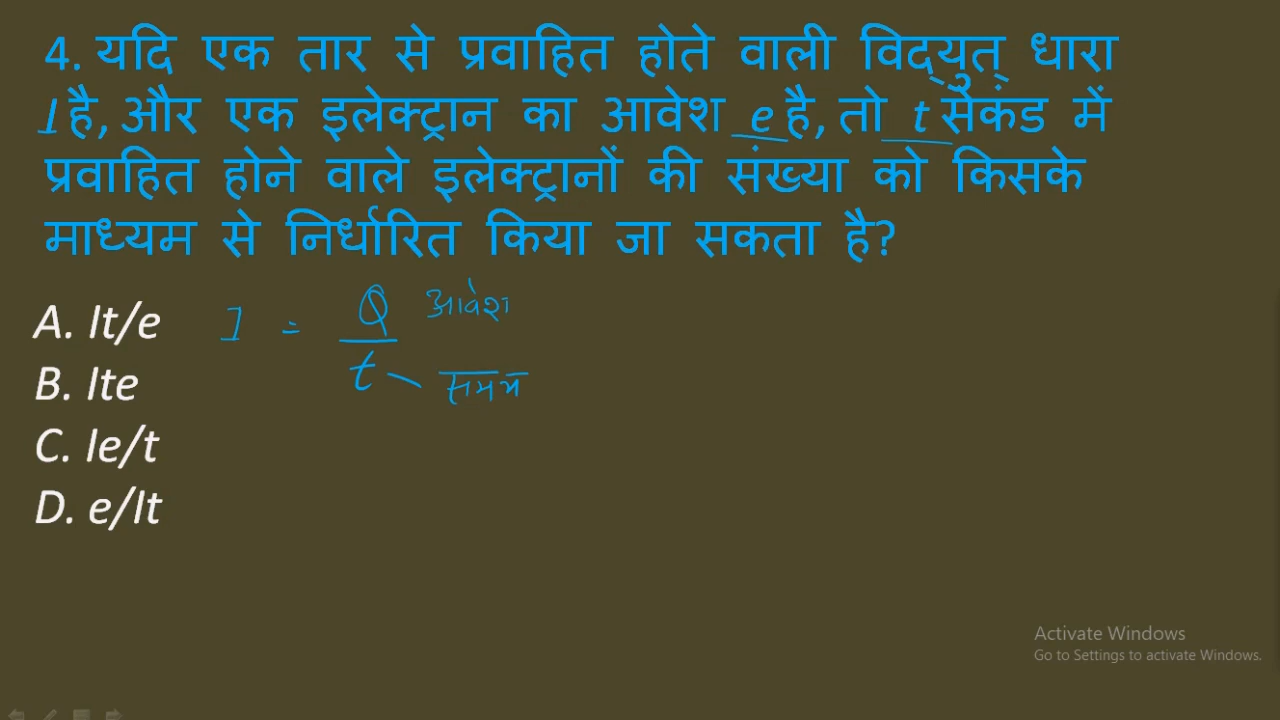 4. यदि एक तार से प्रवाहित होते वाली विद्युत् धारा
I है, और एक इलेक्ट्रान का आवेश e है, तो t सेकंड में
प्रवाहित होने वाले इलेक्ट्रानों की संख्या को किसके
माध्यम से निर्धारित किया जा सकता है?
A. It/e
B. Ite
C. Ie/t
D. e/It
I = Q आवेश
t समय
Activate Windows
Go to Settings to activate Windows.